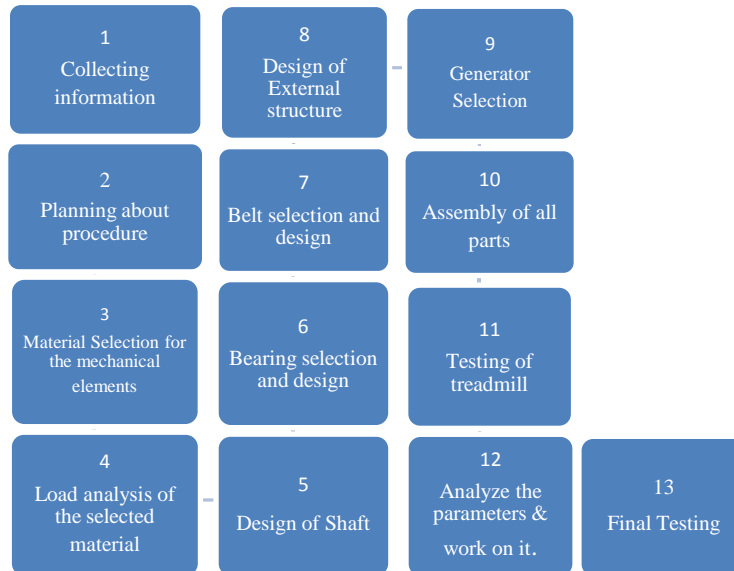 1
Collecting
information
2
Planning about
procedure
3
Material Selection for
the mechanical
elements
4
Load analysis of
the selected
material
5
Design of Shaft
6
Bearing selection
and design
7
Belt selection and
design
8
Design of
External
structure
9
Generator
Selection
10
Assembly of all
parts
11
Testing of
treadmill
12
Analyze the
parameters &
work on it.
13
Final Testing